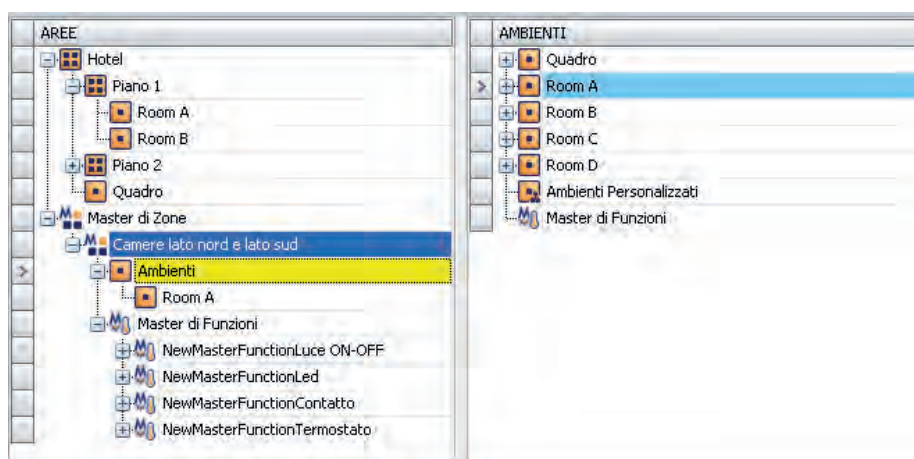 AREE
Hotel
Piano 1
Room A
Room B
Piano 2
Quadro
Master di Zone
Camere lato nord e lato sud
Ambienti
Room A
Master di Funzioni
NewMasterFunctionLuce ON-OFF
NewMasterFunctionLed
NewMasterFunctionContatto
NewMasterFunctionTermostato
AMBIENTI
Quadro
Room A
Room B
Room C
Room D
Ambienti Personalizzati
Master di Funzioni